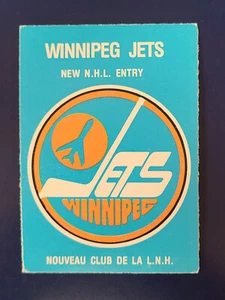 WINNIPEG JETS
NEW N.H.L. ENTRY
JETS
WINNIPEG
NOUVEAU CLUB DE LA L.N.H.